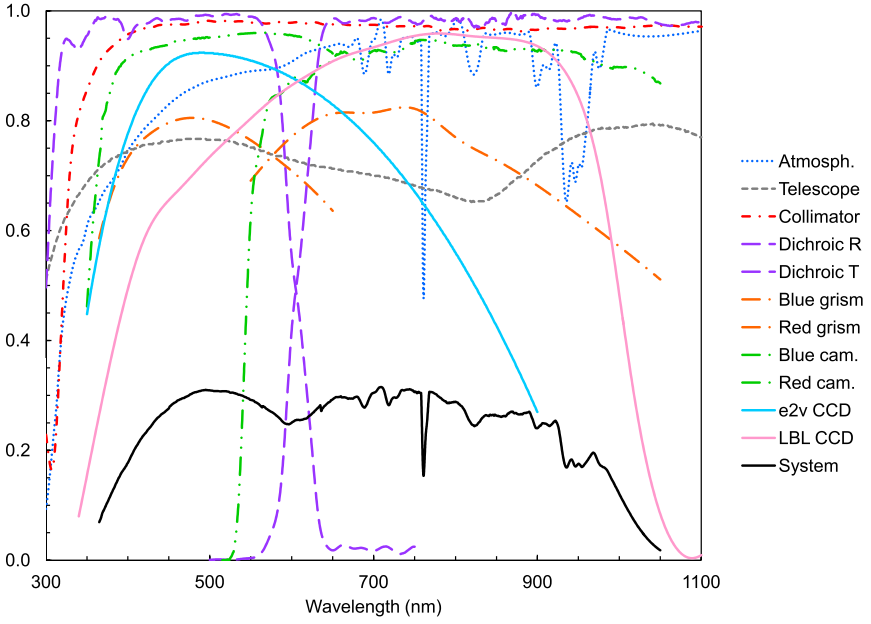 1.0
0.8
0.6
0.4
0.2
0.0
300 500 700 900 1100
Wavelength (nm)
Atmosph.
Telescope
Collimator
Dichroic R
Dichroic T
Blue grism
Red grism
Blue cam.
Red cam.
e2v CCD
LBL CCD
System